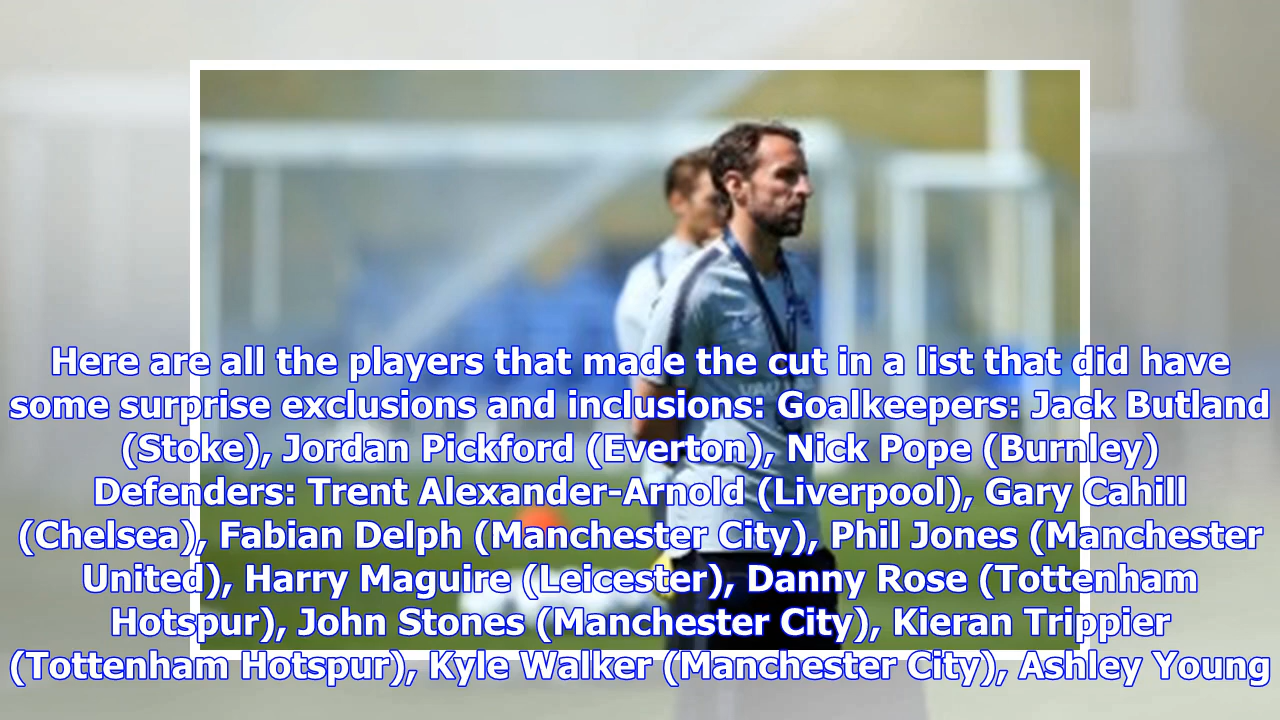 Here are all the players that made the cut in a list that did have
some surprise exclusions and inclusions: Goalkeepers: Jack Butland
(Stoke), Jordan Pickford (Everton), Nick Pope (Burnley)
Defenders: Trent Alexander-Arnold (Liverpool), Gary Cahill
(Chelsea), Fabian Delph (Manchester City), Phil Jones (Manchester
United), Harry Maguire (Leicester), Danny Rose (Tottenham
Hotspur), John Stones (Manchester City), Kieran Trippier
(Tottenham Hotspur), Kyle Walker (Manchester City), Ashley Young